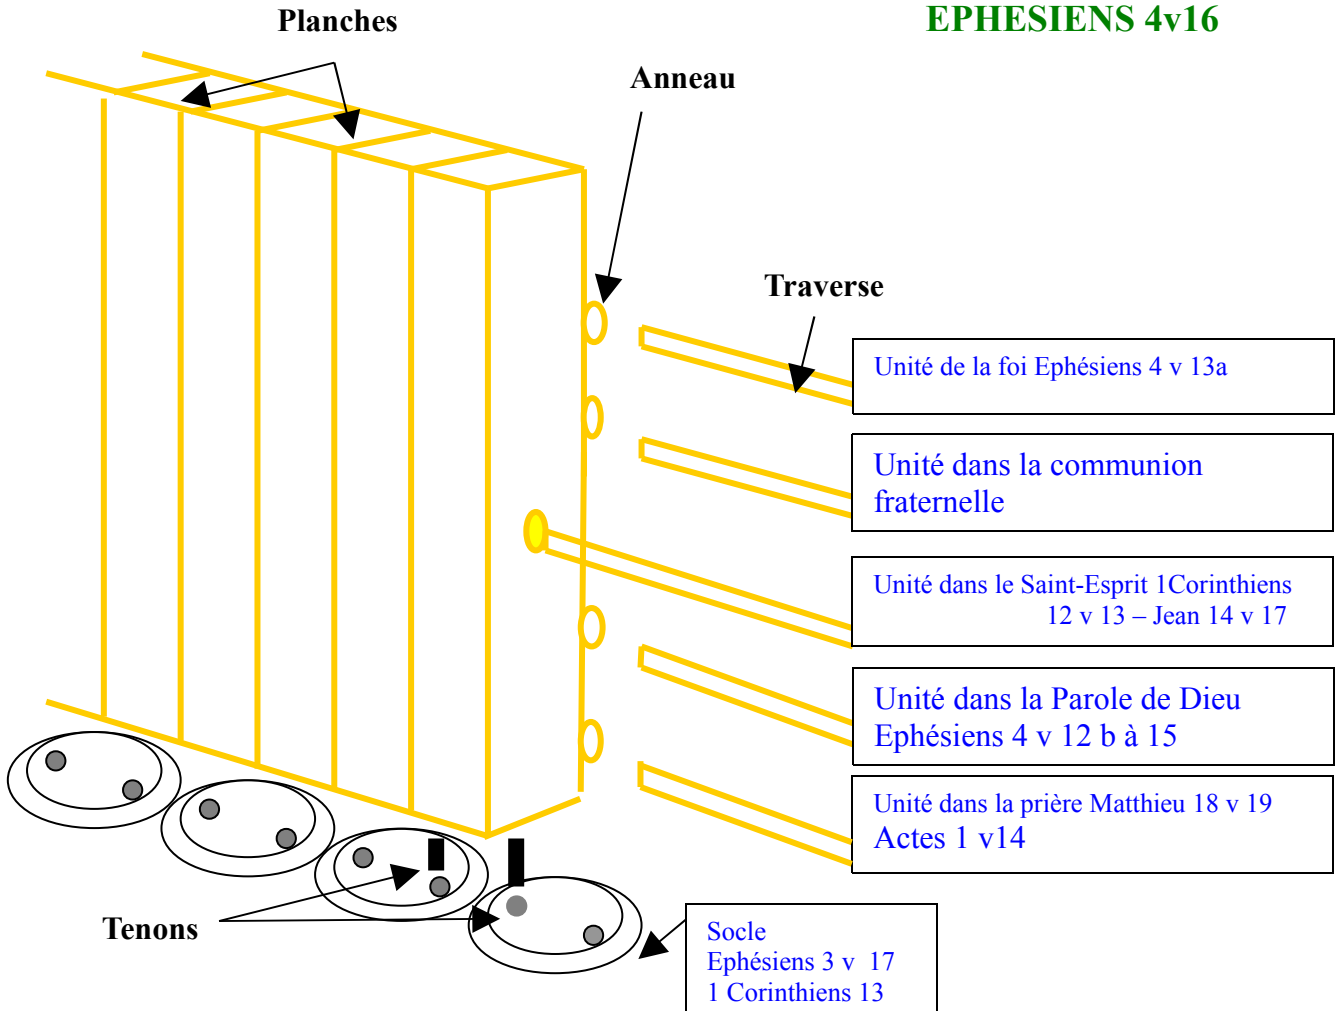 EPHESIENS 4v16
Planches
Anneau
Traverse
Unité de la foi Ephésiens 4 v 13a
Unité dans la communion
fraternelle
Unité dans le Saint-Esprit 1Corinthiens
12 v 13 – Jean 14 v 17
Unité dans la Parole de Dieu
Ephésiens 4 v 12 b à 15
Unité dans la prière Matthieu 18 v 19
Actes 1 v14
Tenons
Socle
Ephésiens 3 v 17
1 Corinthiens 13